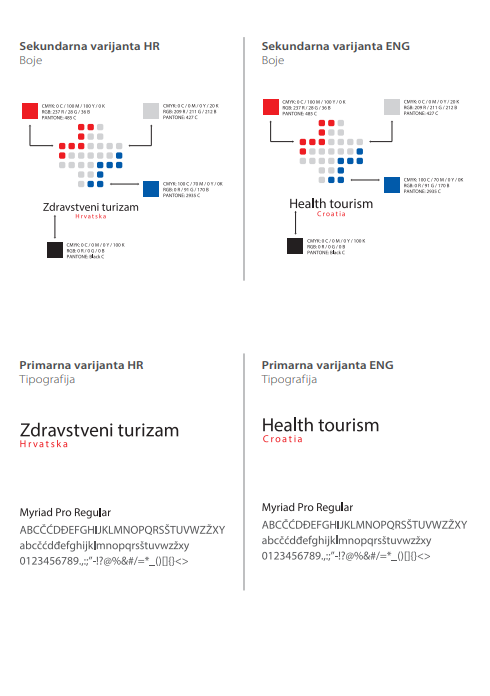 Sekundarna varijanta HR
Boje
CMYK: 0 C / 100 M / 100 Y / 0 K
RGB: 237 R / 28 G / 36 B
PANTONE: 485 C
CMYK: 0 C / 0 M / 0 Y / 20 K
RGB: 209 R / 211 G / 212 B
PANTONE: 427 C
CMYK: 100 C / 70 M / 0 Y / 0K
RGB: 0 R / 91 G / 170 B
PANTONE: 2935 C
Zdravstveni turizam
Hrvatska
CMYK: 0 C / 0 M / 0 Y / 100 K
RGB: 0 R / 0 G / 0 B
PANTONE: Black C
Sekundarna varijanta ENG
Boje
CMYK: 0 C / 100 M / 100 Y / 0 K
RGB: 237 R / 28 G / 36 B
PANTONE: 485 C
CMYK: 0 C / 0 M / 0 Y / 20 K
RGB: 209 R / 211 G / 212 B
PANTONE: 427 C
CMYK: 100 C / 70 M / 0 Y / 0K
RGB: 0 R / 91 G / 170 B
PANTONE: 2935 C
Health tourism
Croatia
CMYK: 0 C / 0 M / 0 Y / 100 K
RGB: 0 R / 0 G / 0 B
PANTONE: Black C
Primarna varijanta HR
Tipografija
Zdravstveni turizam
Hrvatska
Myriad Pro Regular
ABCČĆDĐEFGHIJKLMNOPQRSŠTUVWZŽXY
abcčćdđefghijklmnopqrsštuvwzžxy
0123456789.,:;"-!?@%&#/=*_()[]{}<>
Primarna varijanta ENG
Tipografija
Health tourism
Croatia
Myriad Pro Regular
ABCČĆDĐEFGHIJKLMNOPQRSŠTUVWZŽXY
abcčćdđefghijklmnopqrsštuvwzžxy
0123456789.,:;"-!?@%&#/=*_()[]{}<>